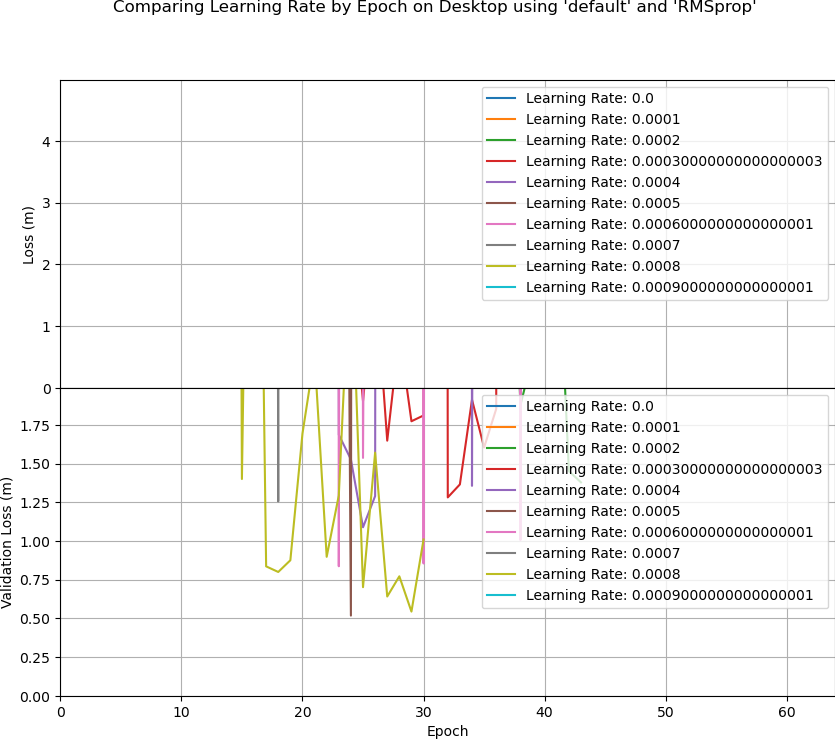 Comparing Learning Rate by Epoch on Desktop using 'default' and 'RMSprop'
Learning Rate: 0.0
Learning Rate: 0.0001
Learning Rate: 0.0002
Learning Rate: 0.00030000000000000003
Learning Rate: 0.0004
Learning Rate: 0.0005
Learning Rate: 0.0006000000000000001
Learning Rate: 0.0007
Learning Rate: 0.0008
Learning Rate: 0.0009000000000000001
4
3
2
1
0
Loss (m)
Learning Rate: 0.0
Learning Rate: 0.0001
Learning Rate: 0.0002
Learning Rate: 0.00030000000000000003
Learning Rate: 0.0004
Learning Rate: 0.0005
Learning Rate: 0.0006000000000000001
Learning Rate: 0.0007
Learning Rate: 0.0008
Learning Rate: 0.0009000000000000001
1.75
1.50
1.25
1.00
0.75
0.50
0.25
0.00
Validation Loss (m)
0 10 20 30 40 50 60
Epoch